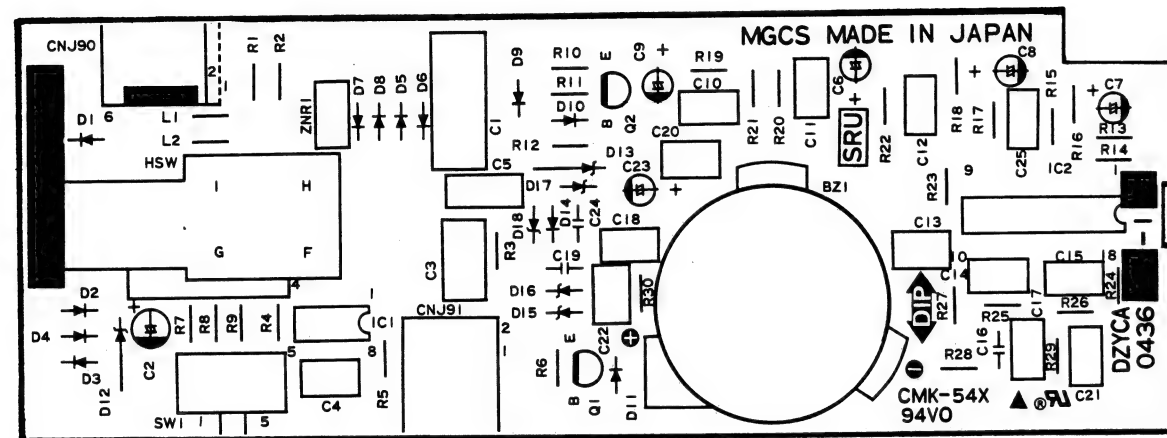 MGCS MADE IN JAPAN
CNJ90
R1
R2
2
1
6
D1
L1
L2
HSW
ZNR1
D7
D8
D5
D6
C1
D9
R10
R11
D10
R12
E
B
Q2
C9
+
R19
C10
C20
D13
C23
+
R21
R20
C11
C6
+
SRU
R22
C12
R18
+
C8
R17
C25
R15
R16
C7
+
R13
R14
IC2
1
9
R23
BZ1
I
H
G
F
4
C5
D17
D18
D14
C24
C18
C3
R3
C19
D16
D15
C22
R30
C13
10
C14
C15
18
R24
DIP
R27
R25
C17
R26
D2
D4
D3
D12
+
C2
R7
R8
R9
R4
1
IC1
5
8
CNJ91
2
1
SW1
1
5
C4
R5
R6
E
B
Q1
D11
+
R28
C16
R29
C21
DZYCA
0436
CMK-54X
94V0
®